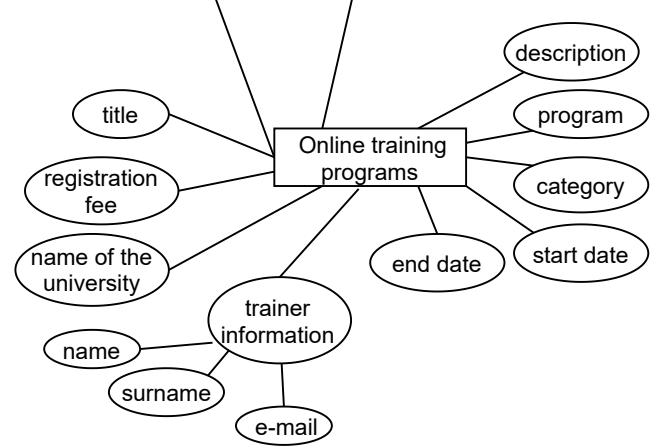 description
title
program
Online training
programs
registration
fee
category
name of the
university
end date
start date
trainer
information
name
surname
e-mail